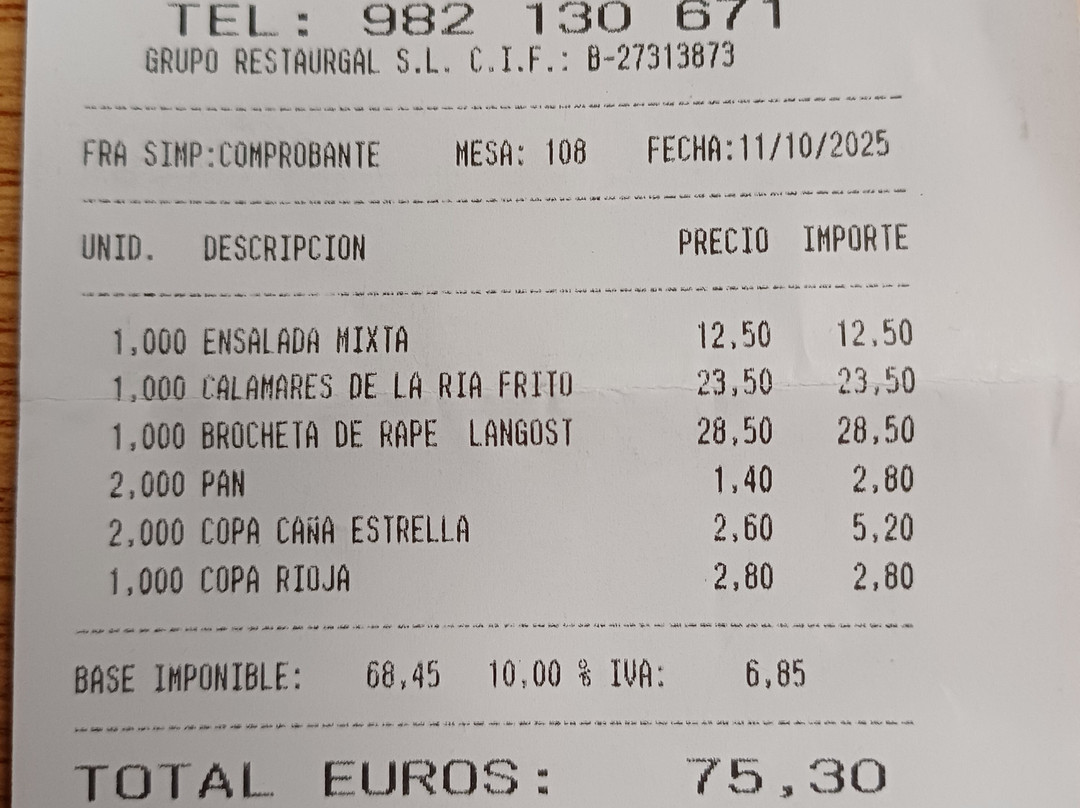 TEL: 982 130 671
GRUPO RESTAURGAL S.L. C.I.F.: B-27313873
FRA SIMP:COMPROBANTE MESA: 108 FECHA:11/10/2025
UNID. DESCRIPCION PRECIO IMPORTE
1,000 ENSALADA MIXTA 12,50 12,50
1,000 CALAMARES DE LA RIA FRITO 23,50 23,50
1,000 BROCHETA DE RAPE LANGOST 28,50 28,50
2,000 PAN 1,40 2,80
2,000 COPA CAÑA ESTRELLA 2,60 5,20
1,000 COPA RIOJA 2,80 2,80
BASE IMPONIBLE: 68,45 10,00 % IVA: 6,85
TOTAL EUROS: 75,30